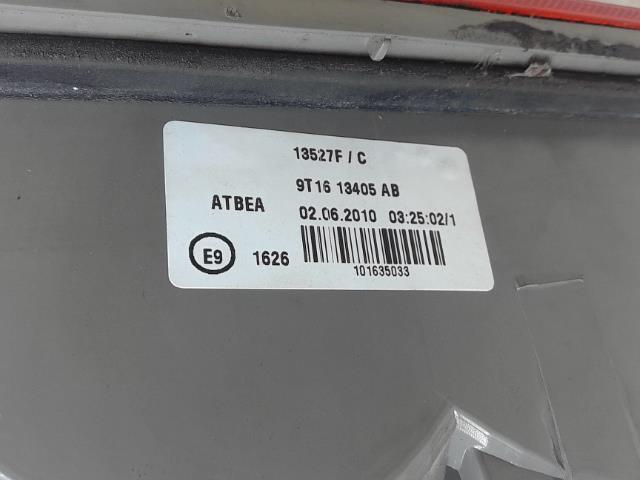 13527F / C
9T16 13405 AB
ATBEA 02.06.2010 03:25:02/1
E9 1626
101635033